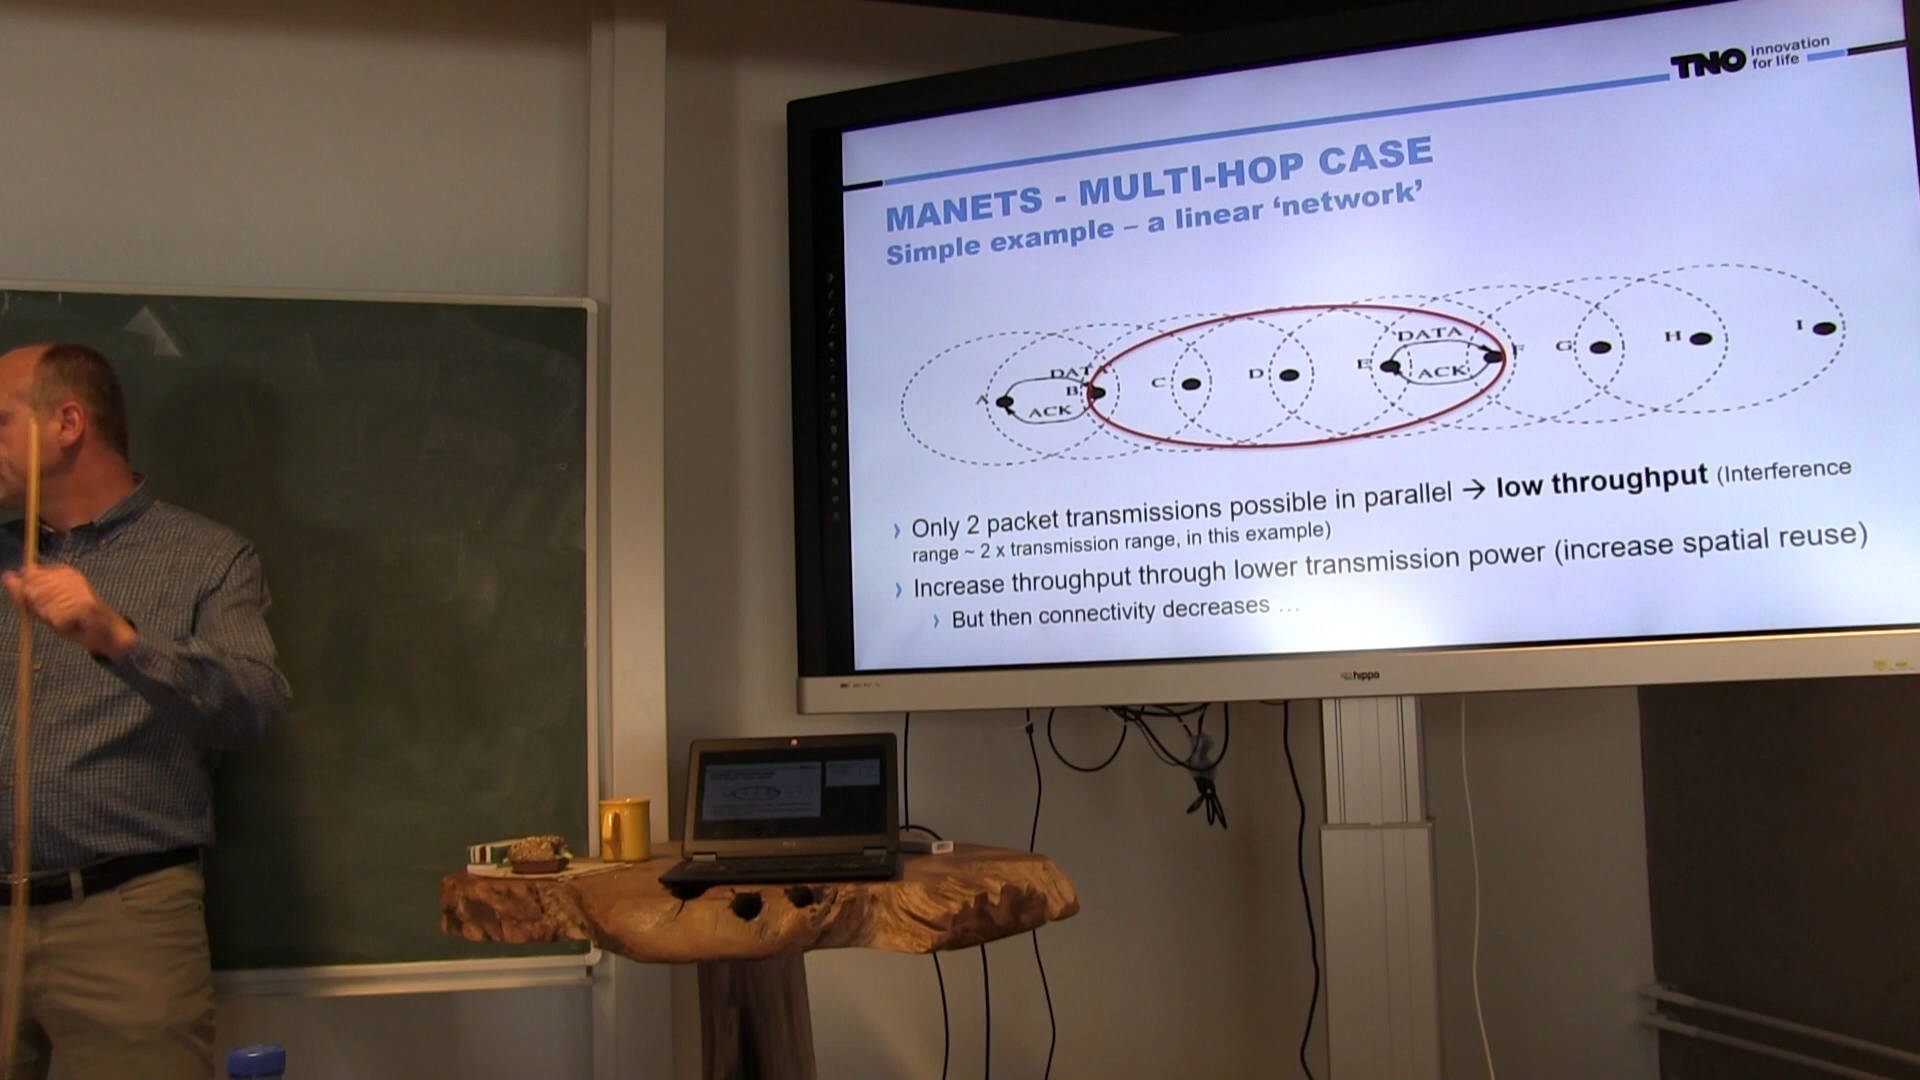 TNO innovation
for life
MANETS - MULTI-HOP CASE
Simple example – a linear ‘network’
A
DAT
ACK
B
C
D
E
DATA
ACK
F
G
H
I
› Only 2 packet transmissions possible in parallel → low throughput (Interference
range ~ 2 x transmission range, in this example)
› Increase throughput through lower transmission power (increase spatial reuse)
› But then connectivity decreases …
hippo